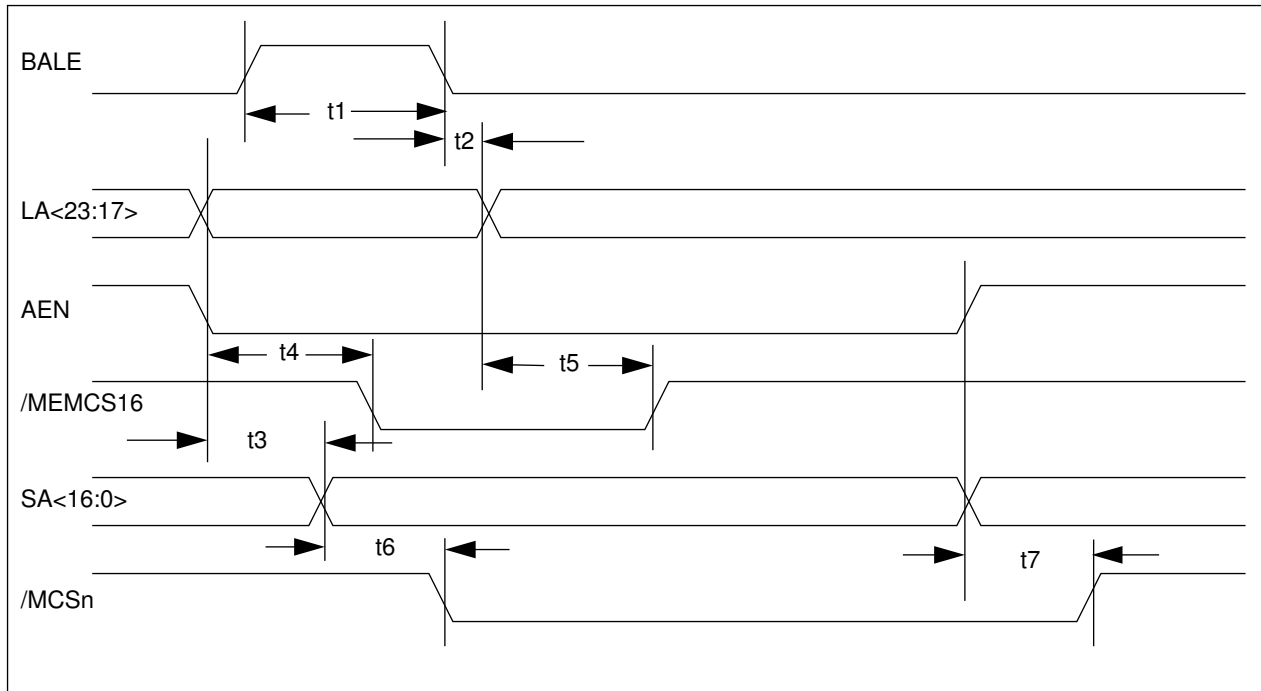 BALE
t1
t2
LA<23:17>
AEN
t4
t5
/MEMCS16
t3
SA<16:0>
t6
t7
/MCSn